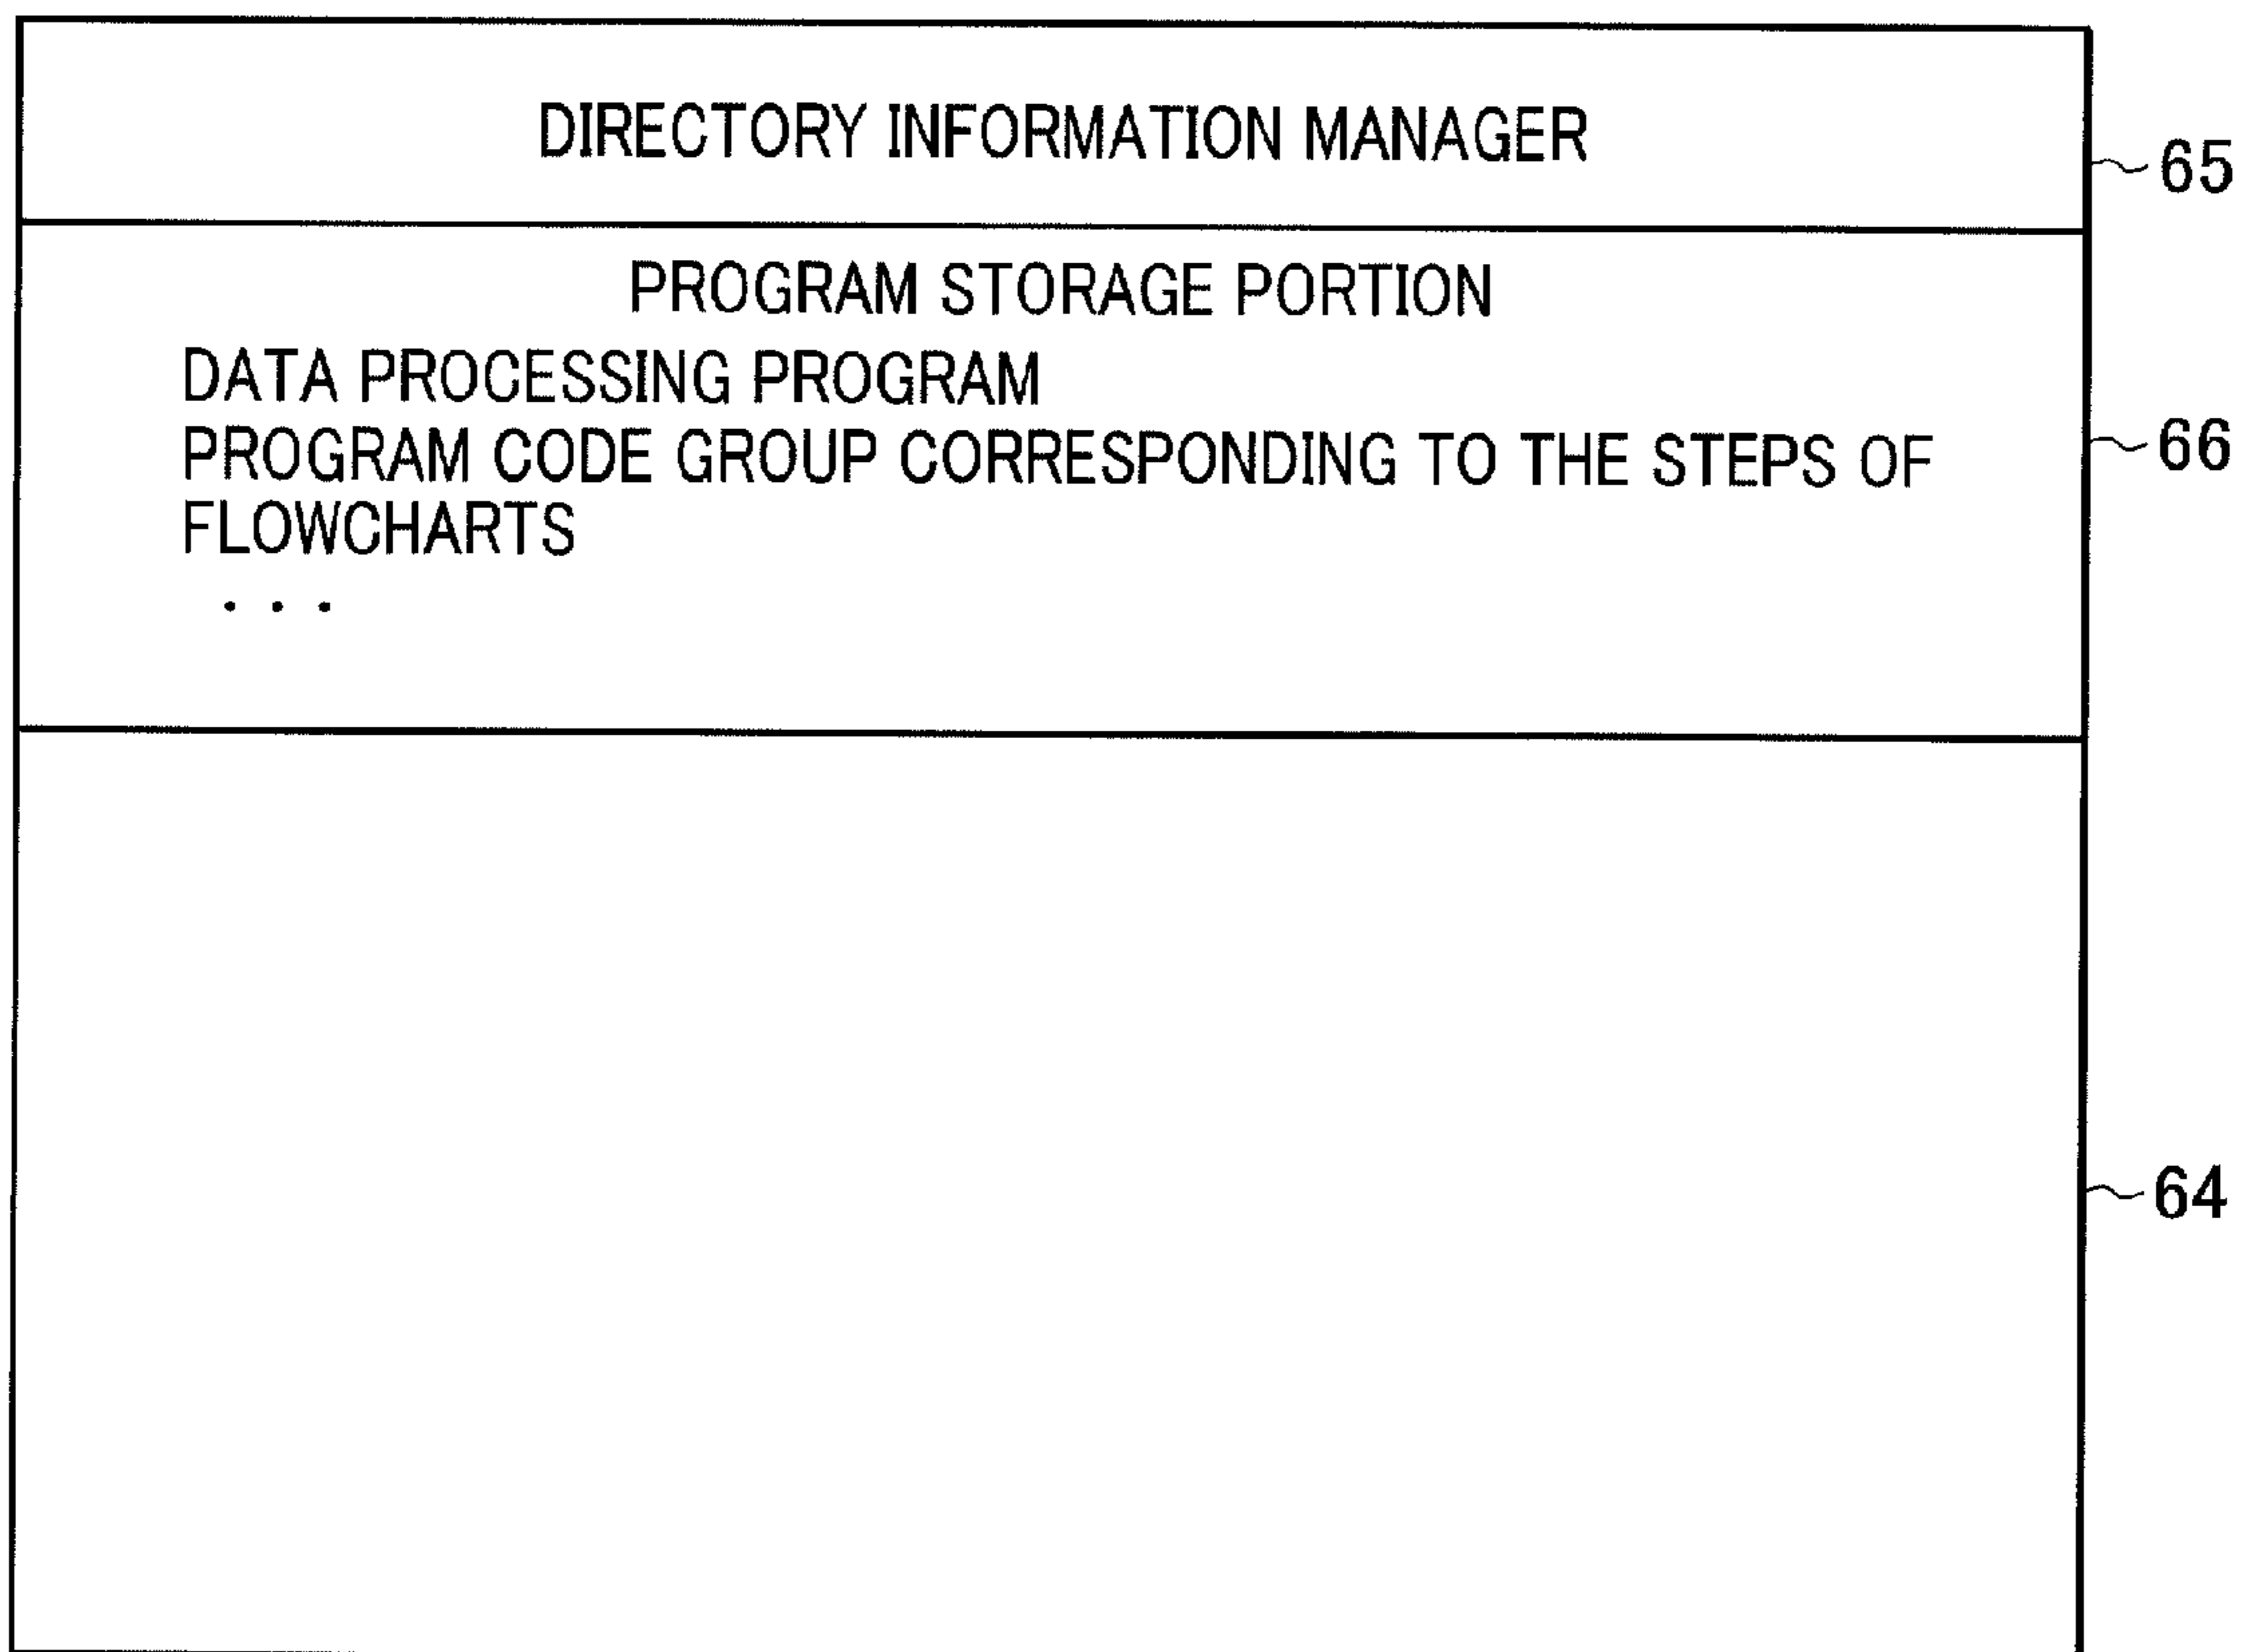 DIRECTORY INFORMATION MANAGER
65
PROGRAM STORAGE PORTION
DATA PROCESSING PROGRAM
PROGRAM CODE GROUP CORRESPONDING TO THE STEPS OF
66
FLOWCHARTS
. . .
64